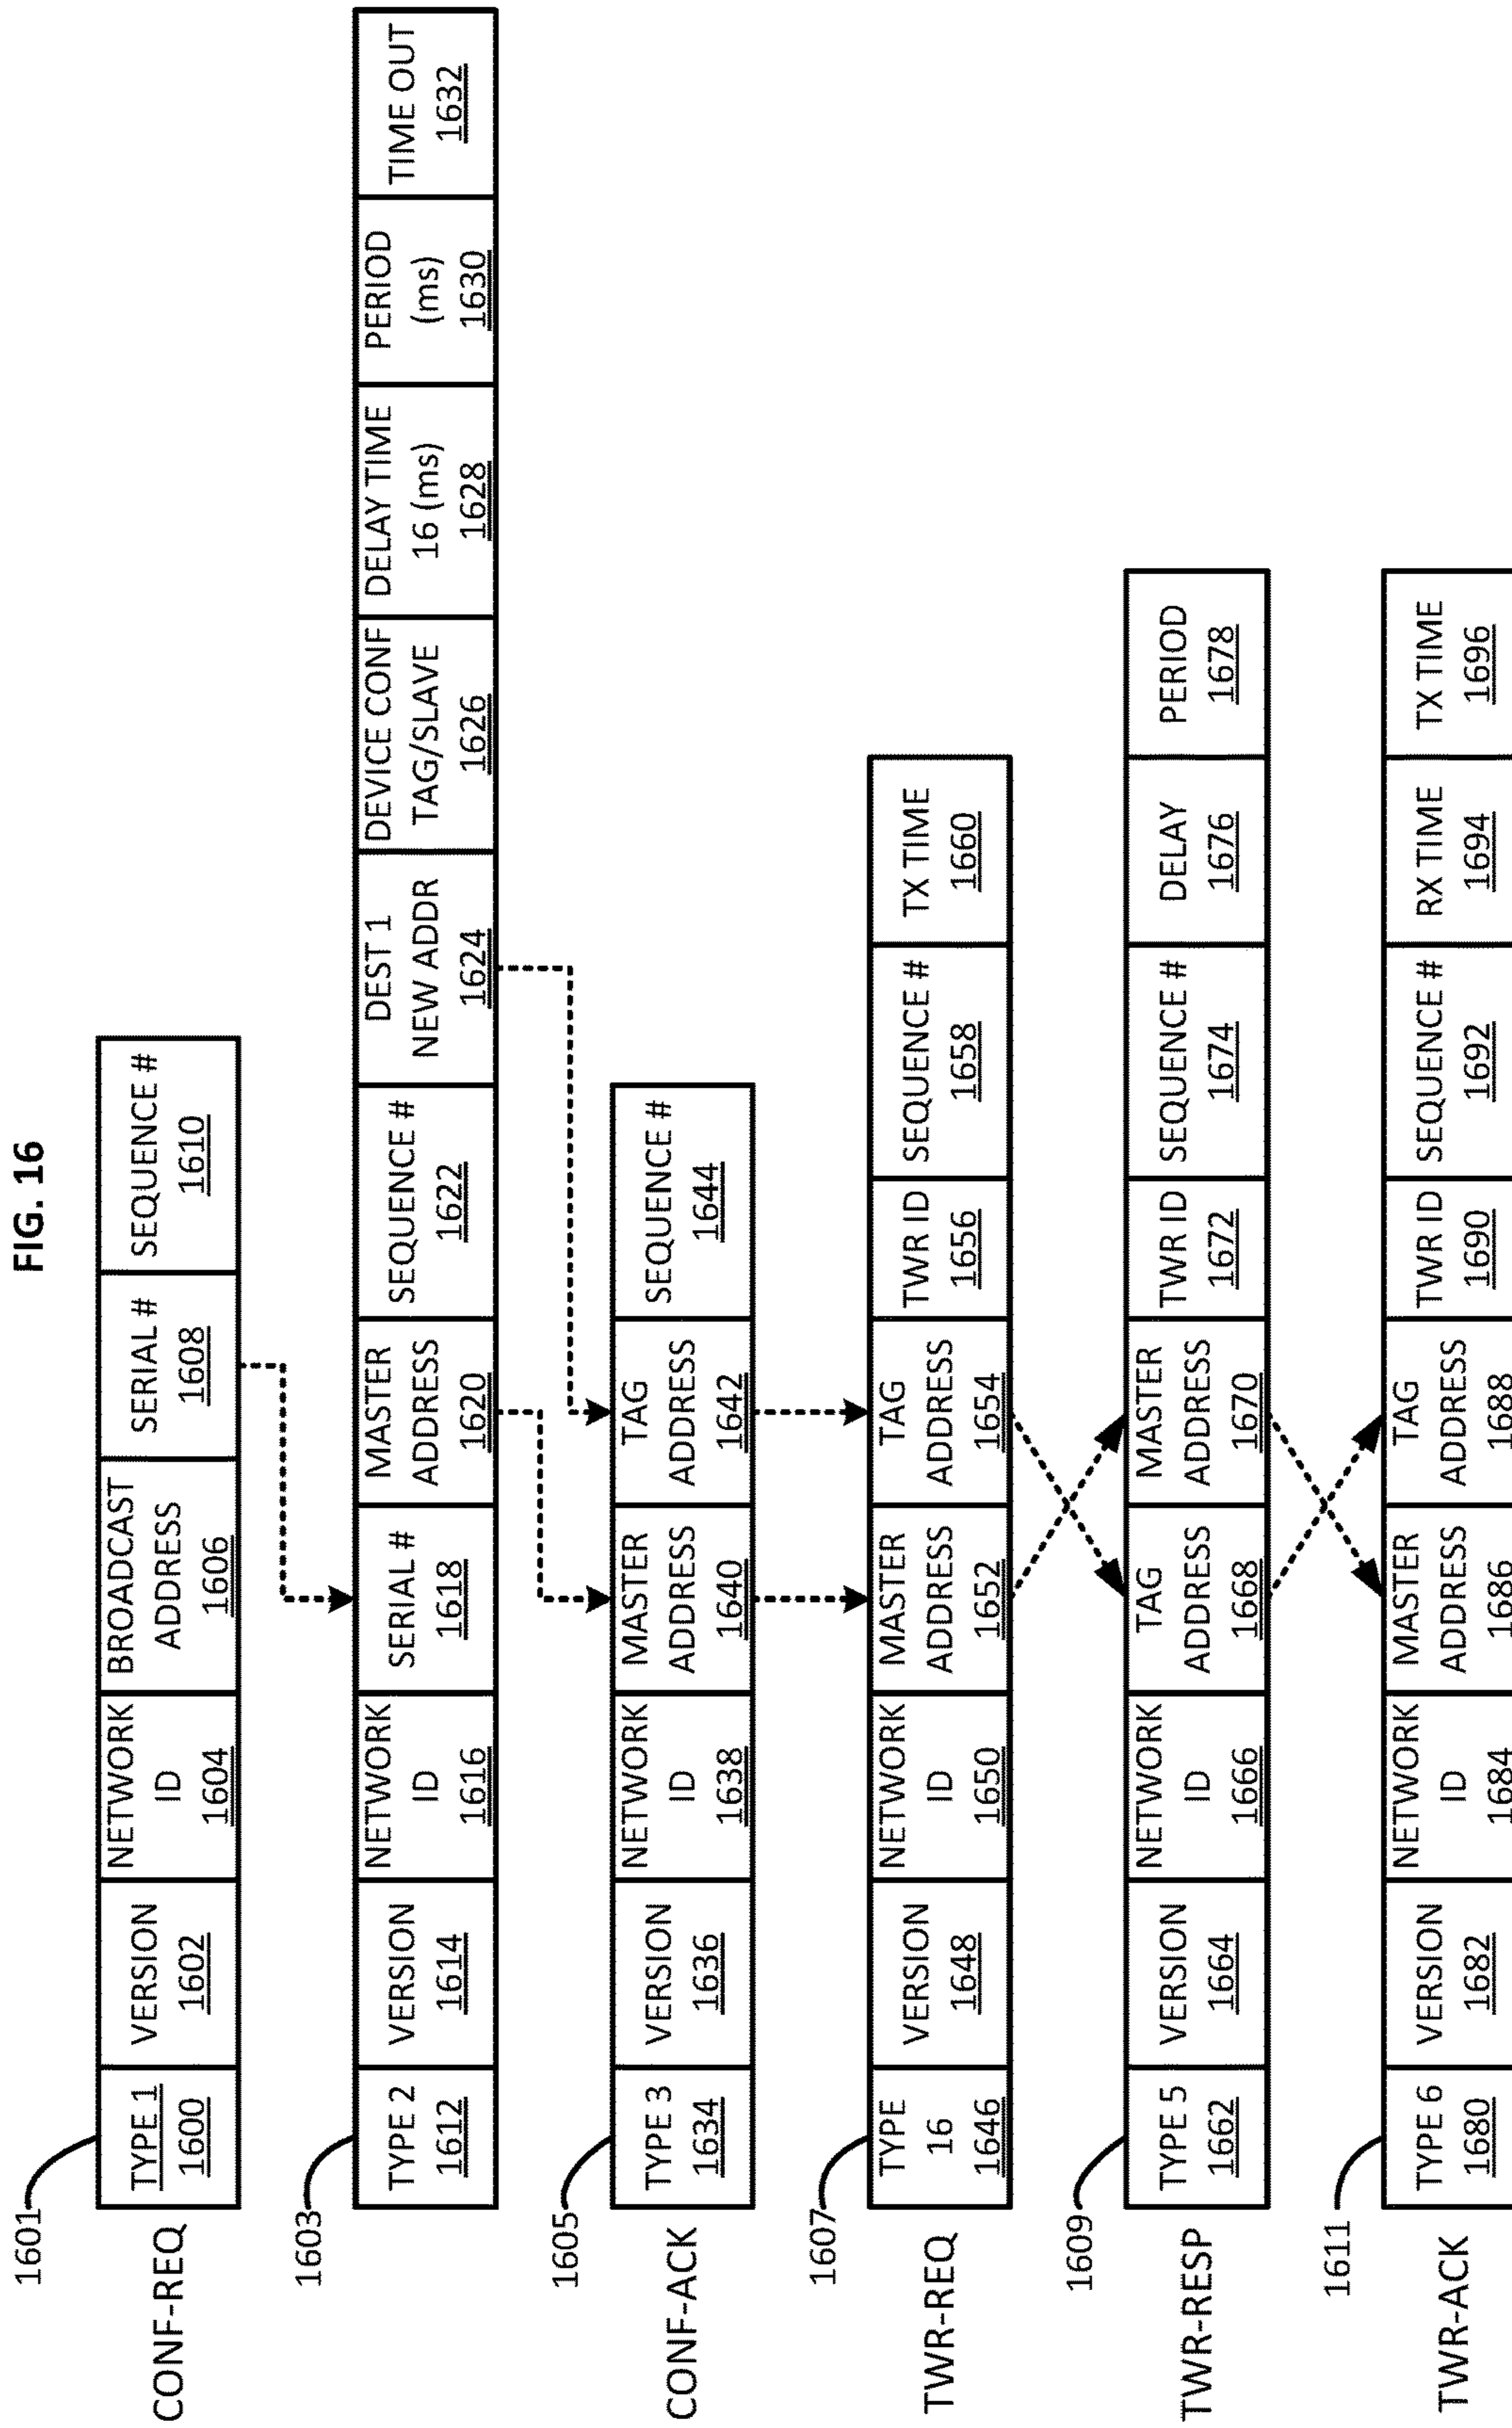 FIG. 16
1601
CONF-REQ
TYPE 1
1600
VERSION
1602
NETWORK
ID
1604
BROADCAST
ADDRESS
1606
SERIAL #
1608
SEQUENCE #
1610
1603
TYPE 2
1612
VERSION
1614
NETWORK
ID
1616
SERIAL #
1618
MASTER
ADDRESS
1620
SEQUENCE #
1622
DEST 1
NEW ADDR
1624
DEVICE CONF
TAG/SLAVE
1626
DELAY TIME
16 (ms)
1628
PERIOD
(ms)
1630
TIME OUT
1632
1605
CONF-ACK
TYPE 3
1634
VERSION
1636
NETWORK
ID
1638
MASTER
ADDRESS
1640
TAG
ADDRESS
1642
SEQUENCE #
1644
1607
TWR-REQ
TYPE
16
1646
VERSION
1648
NETWORK
ID
1650
MASTER
ADDRESS
1652
TAG
ADDRESS
1654
TWR ID
1656
SEQUENCE #
1658
TX TIME
1660
1609
TWR-RESP
TYPE 5
1662
VERSION
1664
NETWORK
ID
1666
TAG
ADDRESS
1668
MASTER
ADDRESS
1670
TWR ID
1672
SEQUENCE #
1674
DELAY
1676
PERIOD
1678
1611
TWR-ACK
TYPE 6
1680
VERSION
1682
NETWORK
ID
1684
MASTER
ADDRESS
1686
TAG
ADDRESS
1688
TWR ID
1690
SEQUENCE #
1692
RX TIME
1694
TX TIME
1696